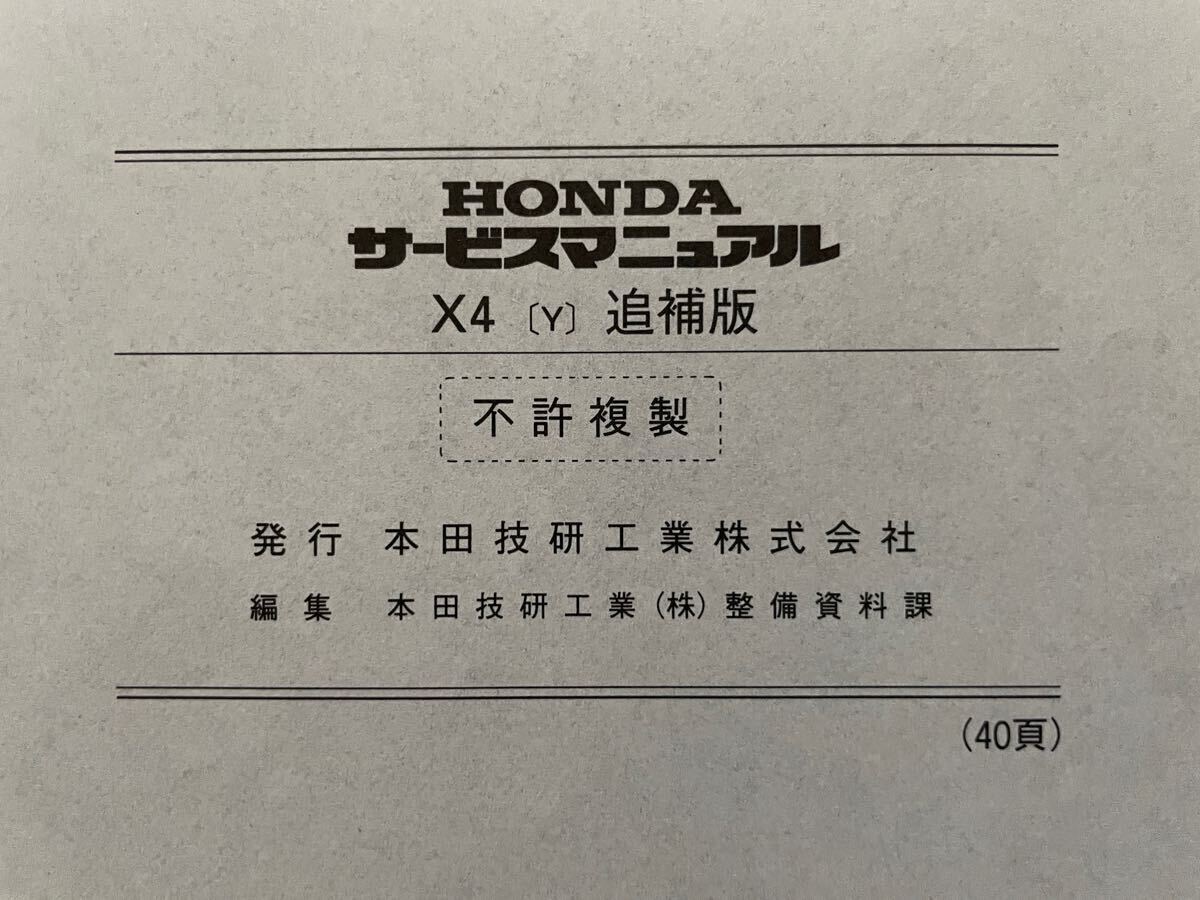 HONDA
サービスマニュアル
X4 〔Y〕 追補版
不許複製
発行 本田技研工業株式会社
編集 本田技研工業(株)整備資料課
(40頁)